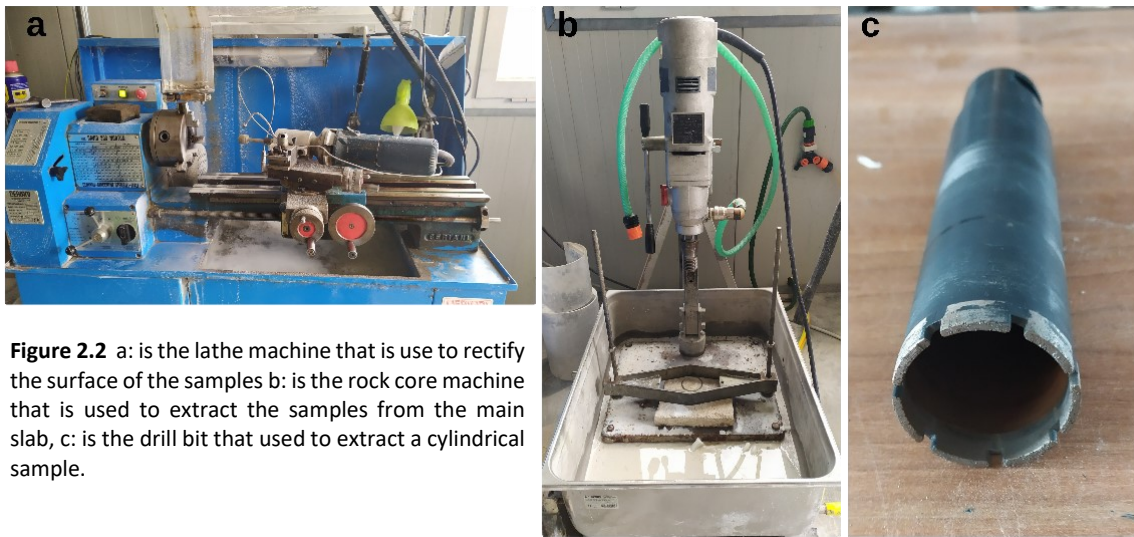 a
b
c
Figure 2.2 a: is the lathe machine that is use to rectify
the surface of the samples b: is the rock core machine
that is used to extract the samples from the main
slab, c: is the drill bit that used to extract a cylindrical
sample.